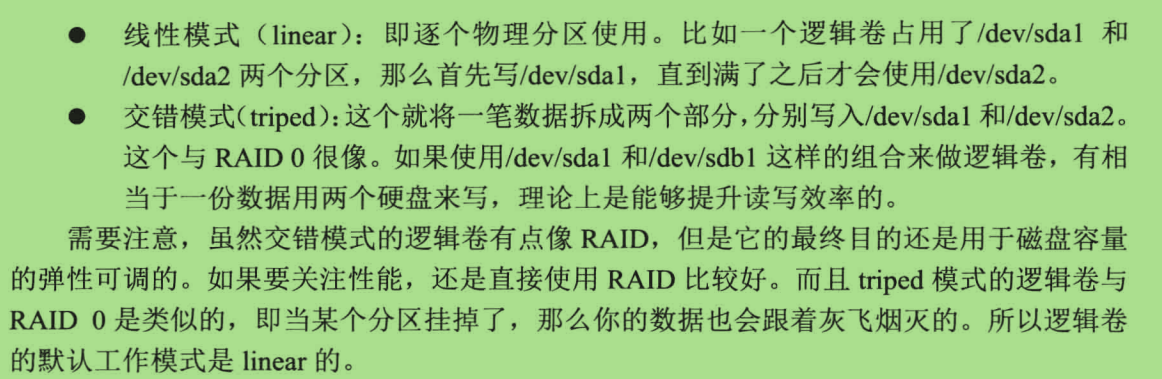 ● 线性模式（linear）：即逐个物理分区使用。比如一个逻辑卷占用了/dev/sda1 和
/dev/sda2 两个分区，那么首先写/dev/sda1，直到满了之后才会使用/dev/sda2。
● 交错模式（triped）：这个就将一笔数据拆成两个部分，分别写入/dev/sda1 和/dev/sda2。
这个与 RAID 0 很像。如果使用/dev/sda1 和/dev/sdb1 这样的组合来做逻辑卷，有相
当于一份数据用两个硬盘来写，理论上是能够提升读写效率的。
需要注意，虽然交错模式的逻辑卷有点像 RAID，但是它的最终目的还是用于磁盘容量
的弹性可调的。如果要关注性能，还是直接使用 RAID 比较好。而且 triped 模式的逻辑卷与
RAID 0 是类似的，即当某个分区挂掉了，那么你的数据也会跟着灰飞烟灭的。所以逻辑卷
的默认工作模式是 linear 的。